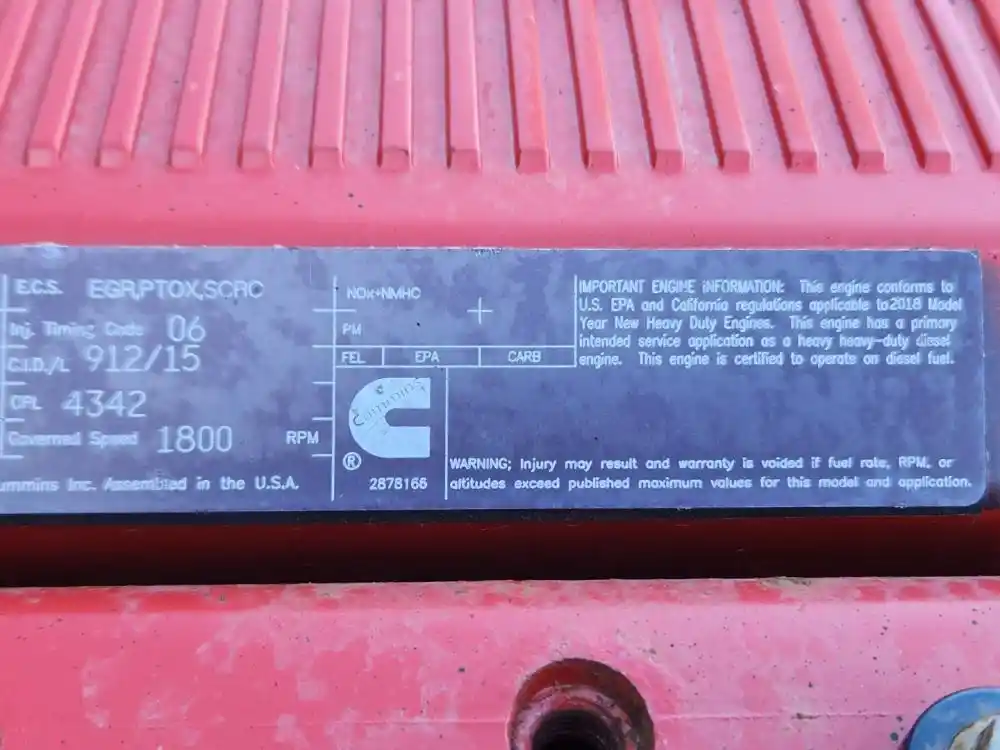 E.C.S. EGR,PTOX,SCRC
Inj. Timing Code 06
C.I.D./L 912/15
CPL 4342
Governed Speed 1800 RPM
ummins Inc. Assembled in the U.S.A.
NOx+NMHC
PM
FEL EPA CARB
Cummins
®
2878165
IMPORTANT ENGINE INFORMATION: This engine conforms to
U.S. EPA and California regulations applicable to2018 Model
Year New Heavy Duty Engines. This engine has a primary
intended service application as a heavy heavy-duty diesel
engine. This engine is certified to operate on diesel fuel.
WARNING; Injury may result and warranty is voided if fuel rate, RPM, or
altitudes exceed published maximum values for this model and application.